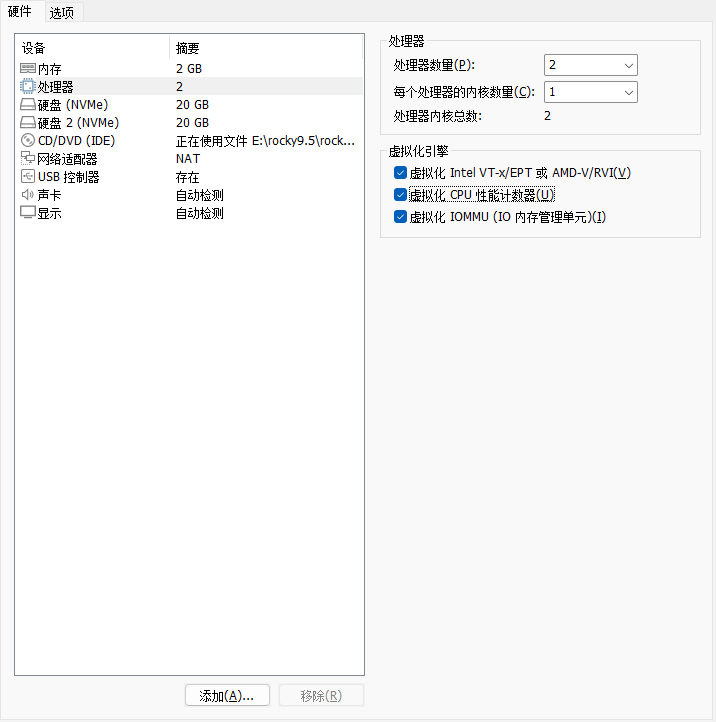 硬件 选项
设备 摘要
内存 2 GB
处理器 2
硬盘 (NVMe) 20 GB
硬盘 2 (NVMe) 20 GB
CD/DVD (IDE) 正在使用文件 E:\rocky9.5\rock...
网络适配器 NAT
USB 控制器 存在
声卡 自动检测
显示 自动检测
添加(A)... 移除(R)
处理器
处理器数量(P): 2
每个处理器的内核数量(C): 1
处理器内核总数: 2
虚拟化引擎
虚拟化 Intel VT-x/EPT 或 AMD-V/RVI(V)
虚拟化 CPU 性能计数器(U)
虚拟化 IOMMU (IO 内存管理单元)(I)